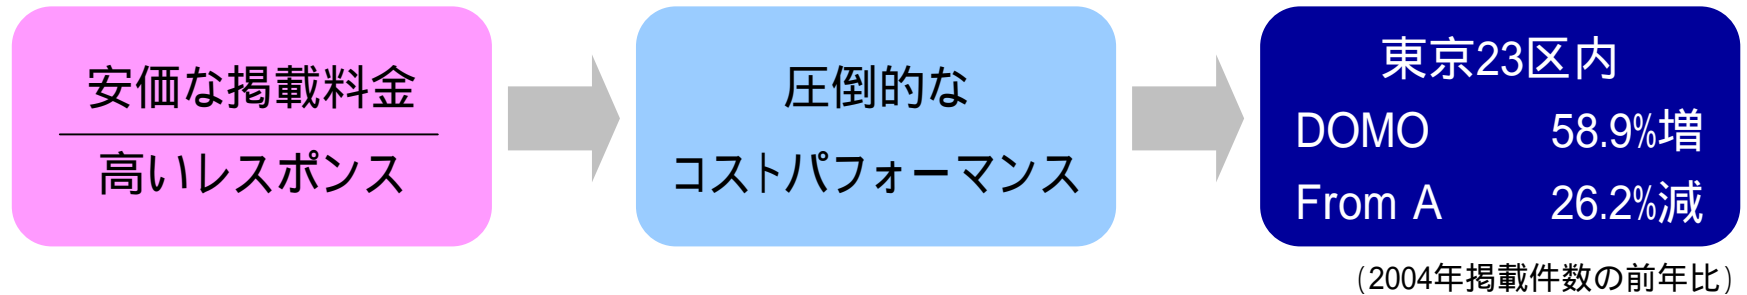 安価な掲載料金
高いレスポンス
圧倒的な
コストパフォーマンス
東京23区内
DOMO 58.9%増
From A 26.2%減
(2004年掲載件数の前年比)